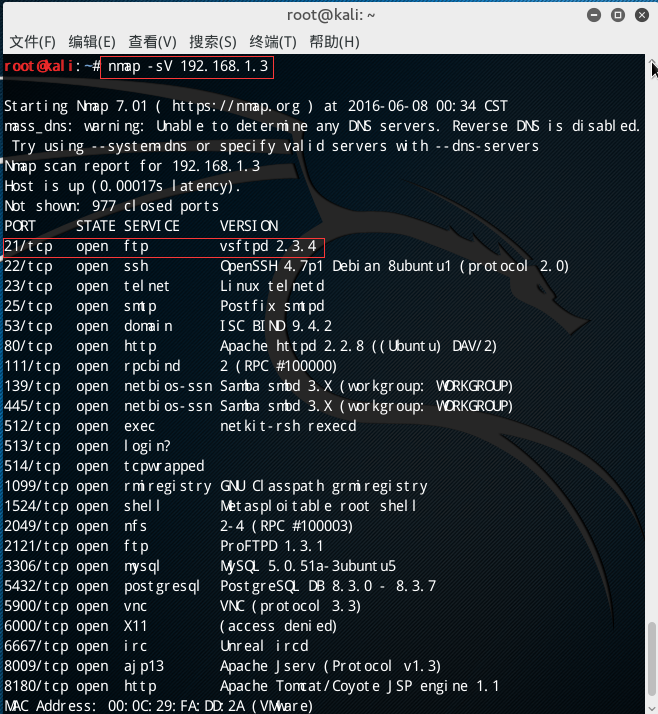 root@kali: ~
文件(F) 编辑(E) 查看(V) 搜索(S) 终端(T) 帮助(H)
root@kali:~# nmap -sV 192.168.1.3
Starting Nmap 7.01 ( https://nmap.org ) at 2016-06-08 00:34 CST
mass_dns: warning: Unable to determine any DNS servers. Reverse DNS is disabled.
Try using --system-dns or specify valid servers with --dns-servers
Nmap scan report for 192.168.1.3
Host is up (0.00017s latency).
Not shown: 977 closed ports
PORT STATE SERVICE VERSION
21/tcp open ftp vsftpd 2.3.4
22/tcp open ssh OpenSSH 4.7p1 Debian 8ubuntu1 (protocol 2.0)
23/tcp open telnet Linux telnetd
25/tcp open smtp Postfix smtpd
53/tcp open domain ISC BIND 9.4.2
80/tcp open http Apache httpd 2.2.8 ((Ubuntu) DAV/2)
111/tcp open rpcbind 2 (RPC #100000)
139/tcp open netbios-ssn Samba smbd 3.X (workgroup: WORKGROUP)
445/tcp open netbios-ssn Samba smbd 3.X (workgroup: WORKGROUP)
512/tcp open exec netkit-rsh rexecd
513/tcp open login?
514/tcp open tcpwrapped
1099/tcp open rmiregistry GNU Classpath grmiregistry
1524/tcp open shell Metasploitable root shell
2049/tcp open nfs 2-4 (RPC #100003)
2121/tcp open ftp ProFTPD 1.3.1
3306/tcp open mysql MySQL 5.0.51a-3ubuntu5
5432/tcp open postgresql PostgreSQL DB 8.3.0 - 8.3.7
5900/tcp open vnc VNC (protocol 3.3)
6000/tcp open X11 (access denied)
6667/tcp open irc Unreal ircd
8009/tcp open ajp13 Apache Jserv (Protocol v1.3)
8180/tcp open http Apache Tomcat/Coyote JSP engine 1.1
MAC Address: 00:0C:29:FA:DD:2A (VMware)